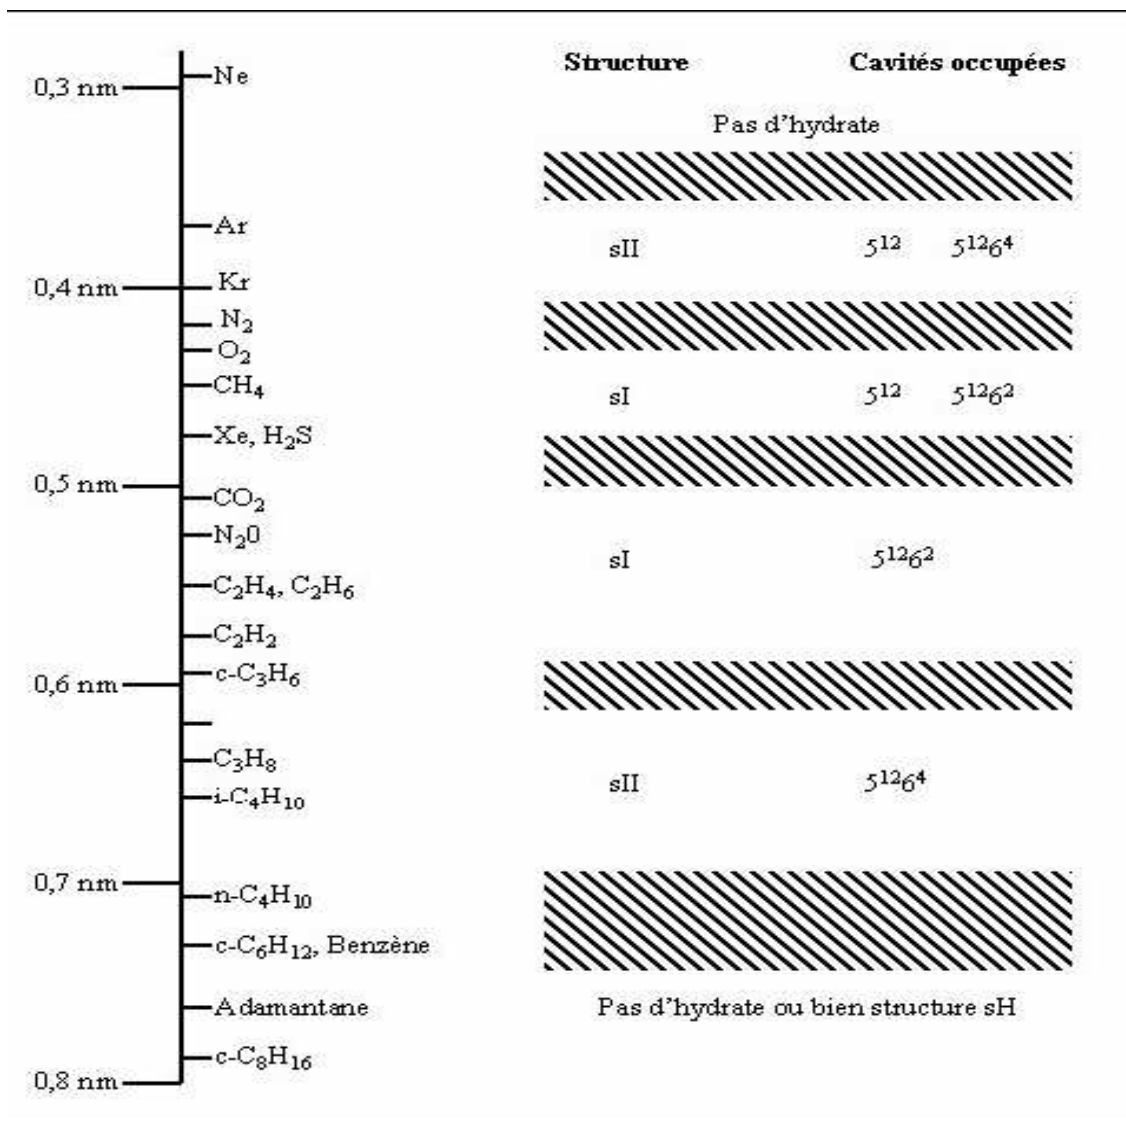 Structure Cavités occupées
Ne
0,3 nm
Pas d'hydrate
Ar
sII 5¹² 5¹²6⁴
Kr
0,4 nm
N₂
O₂
CH₄
sI 5¹² 5¹²6²
Xe, H₂S
0,5 nm
CO₂
N₂0
sI 5¹²6²
C₂H₄, C₂H₆
C₂H₂
c-C₃H₆
0,6 nm
C₃H₈
sII 5¹²6⁴
i-C₄H₁₀
0,7 nm
n-C₄H₁₀
c-C₆H₁₂, Benzène
Adamantane
Pas d'hydrate ou bien structure sH
c-C₈H₁₆
0,8 nm